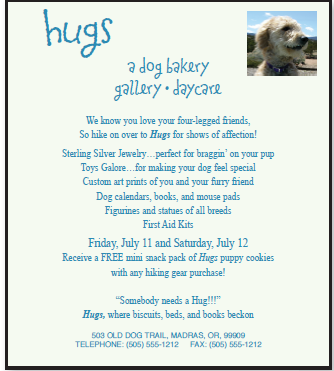 hugs
a dog bakery
gallery • daycare
We know you love your four-legged friends,
So hike on over to Hugs for shows of affection!
Sterling Silver Jewelry…perfect for braggin' on your pup
Toys Galore…for making your dog feel special
Custom art prints of you and your furry friend
Dog calendars, books, and mouse pads
Figurines and statues of all breeds
First Aid Kits
Friday, July 11 and Saturday, July 12
Receive a FREE mini snack pack of Hugs puppy cookies
with any hiking gear purchase!
"Somebody needs a Hug!!!"
Hugs, where biscuits, beds, and books beckon
503 OLD DOG TRAIL, MADRAS, OR, 99909
TELEPHONE: (505) 555-1212 FAX: (505) 555-1212